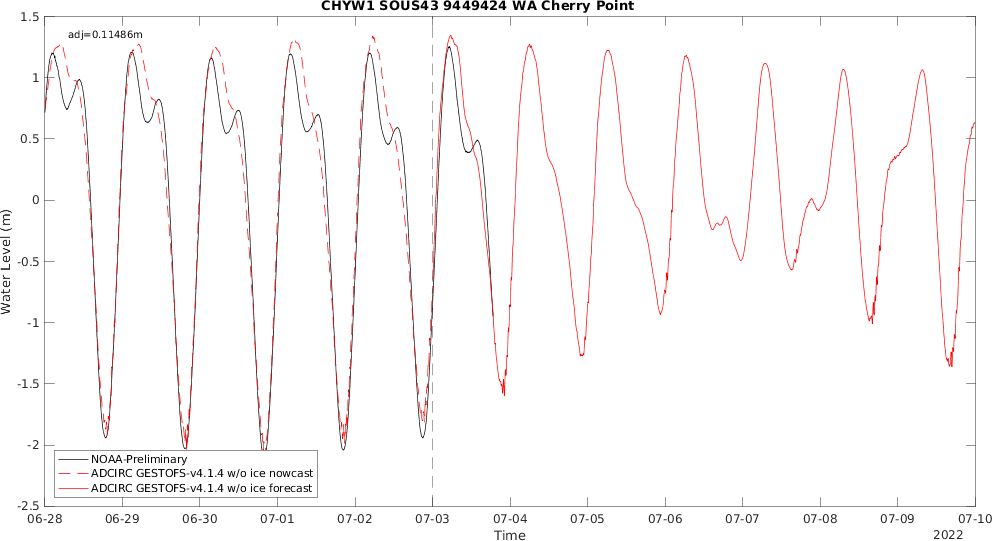 CHYW1 SOUS43 9449424 WA Cherry Point
adj=0.11486m
1.5
1
0.5
0
-0.5
-1
-1.5
-2
-2.5
Water Level (m)
NOAA-Preliminary
ADCIRC GESTOFS-v4.1.4 w/o ice nowcast
ADCIRC GESTOFS-v4.1.4 w/o ice forecast
06-28 06-29 06-30 07-01 07-02 07-03 07-04 07-05 07-06 07-07 07-08 07-09 07-10
Time
2022